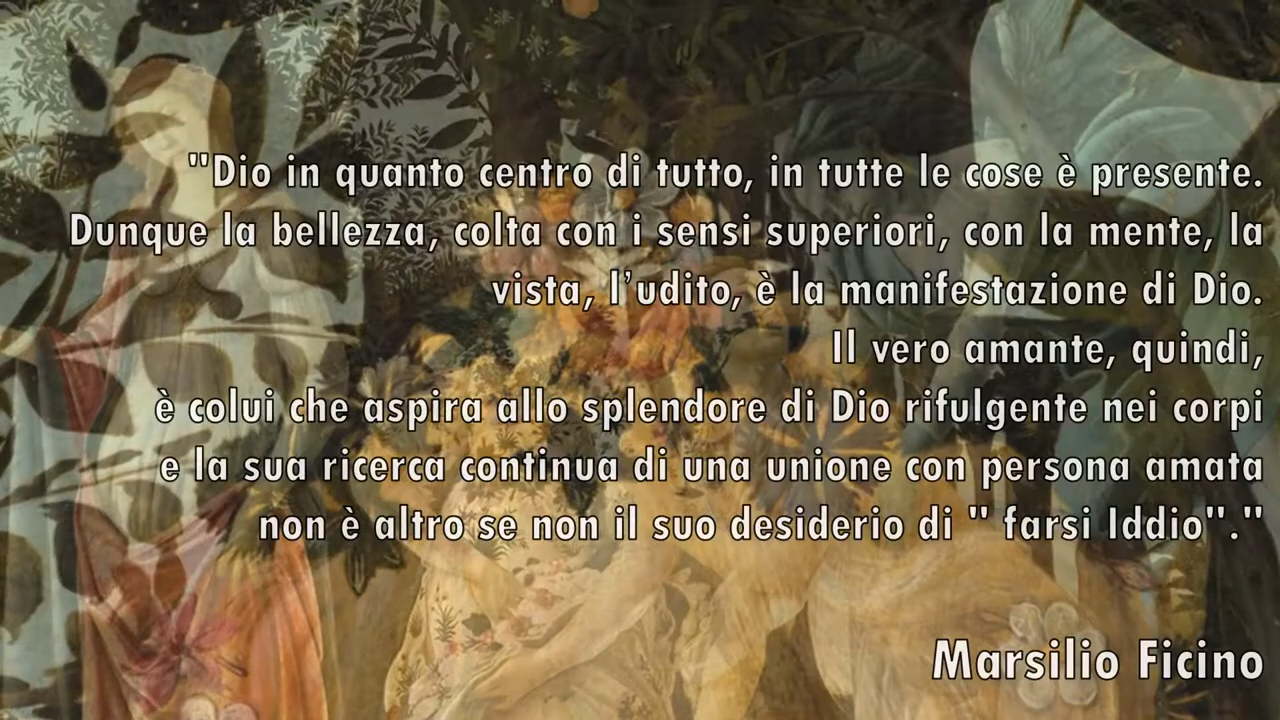 "Dio in quanto centro di tutto, in tutte le cose è presente.
Dunque la bellezza, colta con i sensi superiori, con la mente, la
vista, l'udito, è la manifestazione di Dio.
Il vero amante, quindi,
è colui che aspira allo splendore di Dio rifulgente nei corpi
e la sua ricerca continua di una unione con persona amata
non è altro se non il suo desiderio di " farsi Iddio"."
Marsilio Ficino